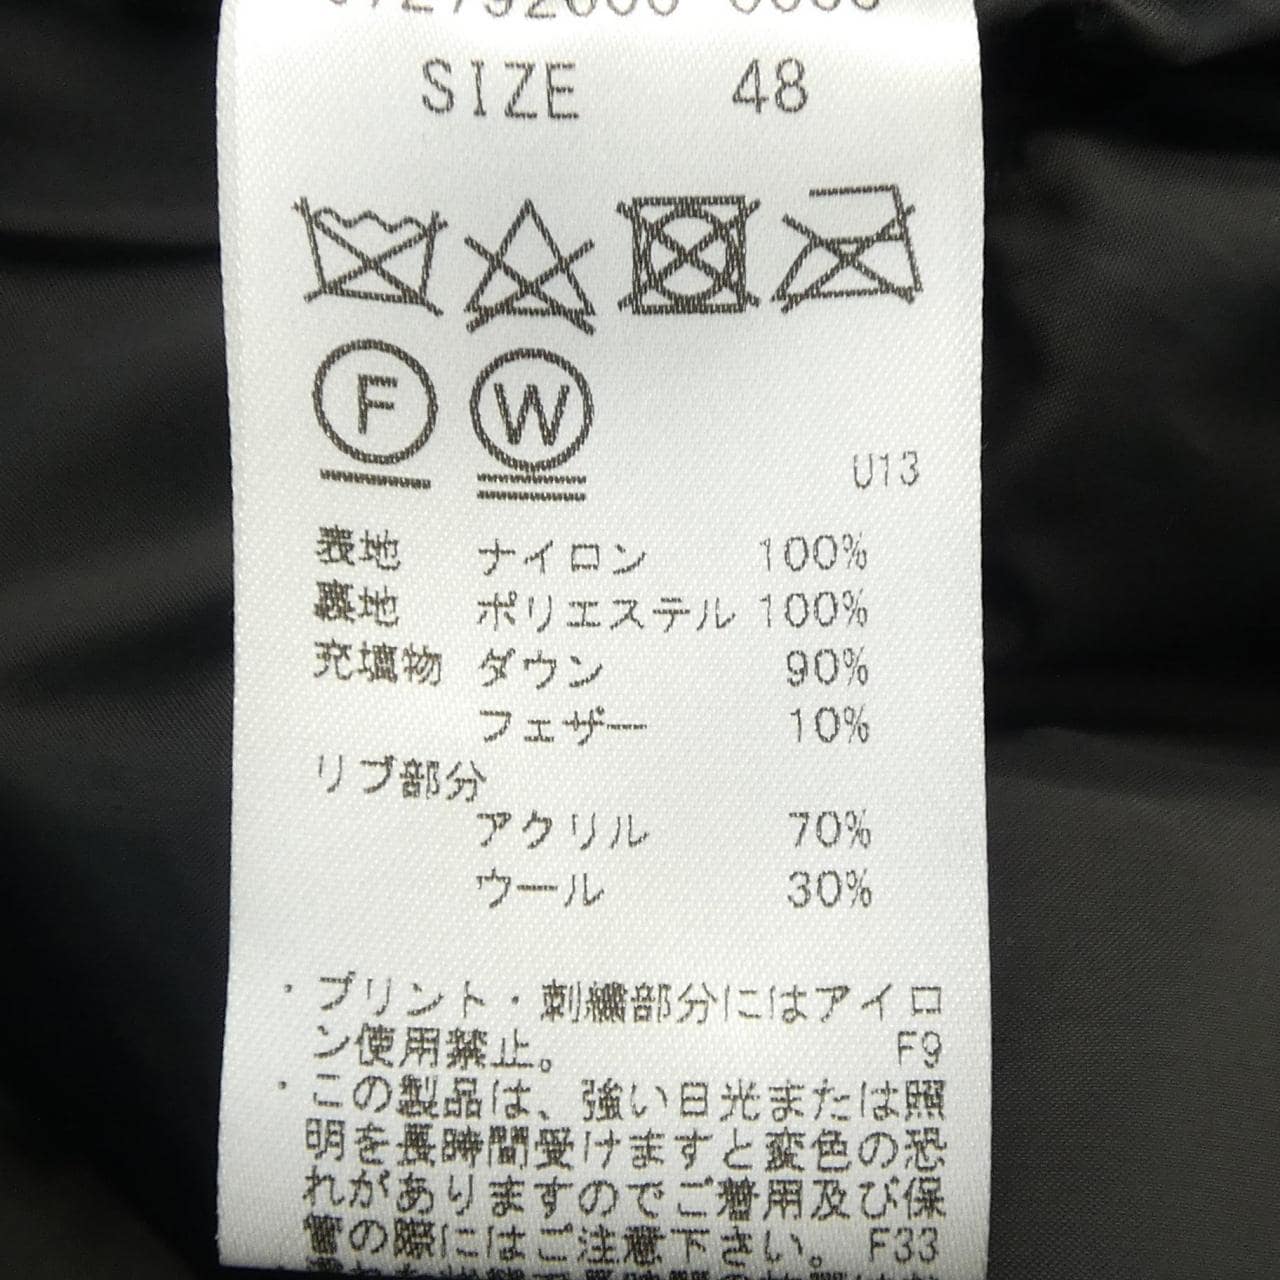 SIZE 48
F
W
U13
表地 ナイロン 100%
裏地 ポリエステル 100%
充填物 ダウン 90%
フェザー 10%
リブ部分
アクリル 70%
ウール 30%
・プリント・刺繍部分にはアイロ
ン使用禁止。 F9
・この製品は、強い日光または照
明を長時間受けますと変色の恐
れがありますのでご着用及び保
管の際にはご注意下さい。 F33